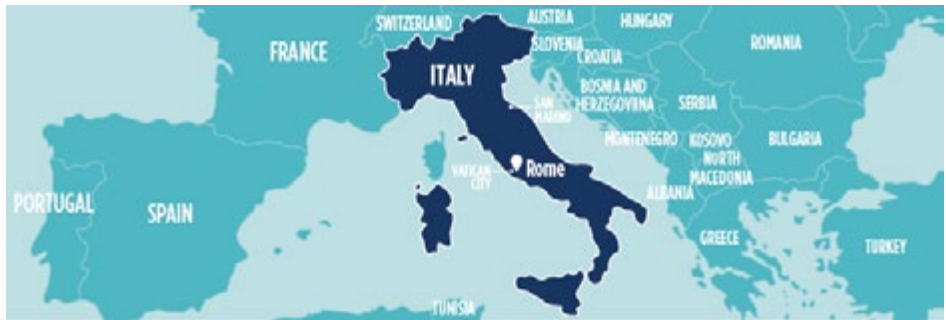 SWITZERLAND
AUSTRIA
HUNGARY
FRANCE
SLOVENIA
ROMANIA
CROATIA
ITALY
BOSNIA AND
HERZEGOVINA
SERBIA
SAN
MARINO
MONTENEGRO
KOSOVO
BULGARIA
NORTH
MACEDONIA
VATICAN
CITY
Rome
ALBANIA
PORTUGAL
SPAIN
GREECE
TURKEY
TUNISIA